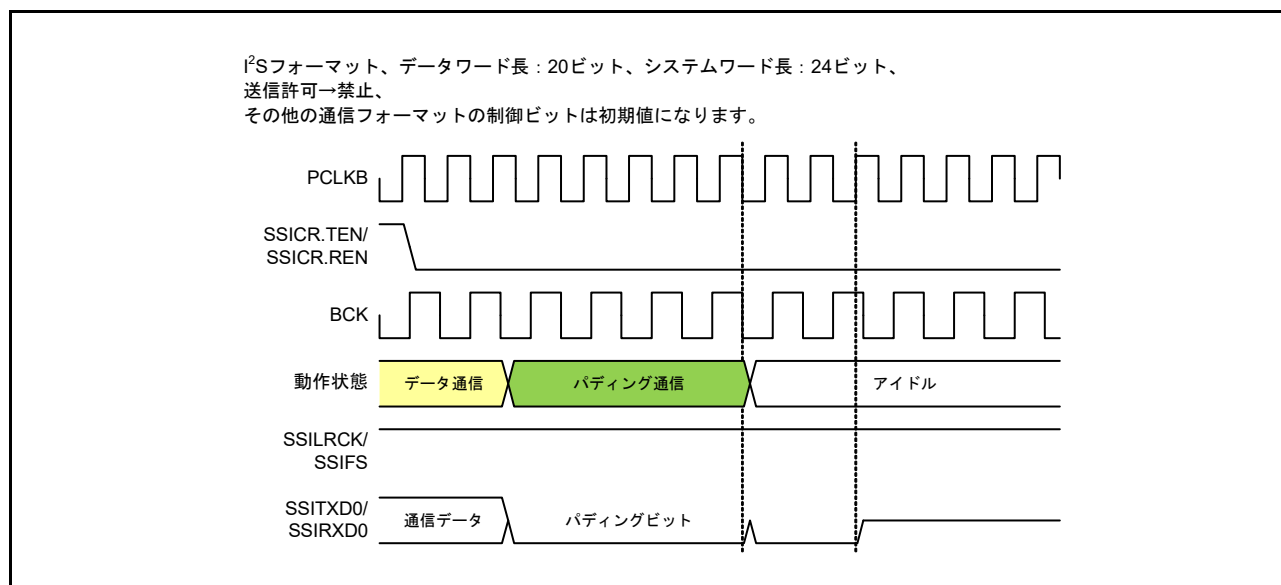 I²Sフォーマット、データワード長：20ビット、システムワード長：24ビット、
送信許可→禁止、
その他の通信フォーマットの制御ビットは初期値になります。
PCLKB
SSICR.TEN/
SSICR.REN
BCK
動作状態
データ通信
パディング通信
アイドル
SSILRCK/
SSIFS
SSITXD0/
SSIRXD0
通信データ
パディングビット